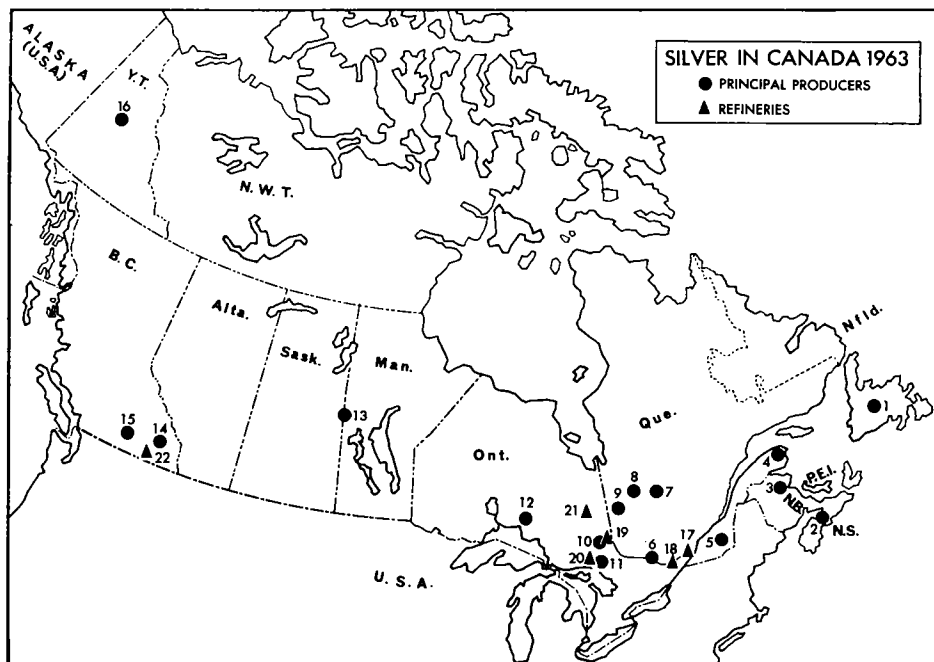 ALASKA
(U.S.A)
Y.T.
16
SILVER IN CANADA 1963
PRINCIPAL PRODUCERS
REFINERIES
N.W.T.
B.C.
Alta.
Sask.
Man.
Nfld.
Que.
1
13
15
14
22
Ont.
4
P.E.I.
3
N.B.
2
N.S.
8
7
9
12
21
10
19
20
11
6
18
17
5
U.S.A.